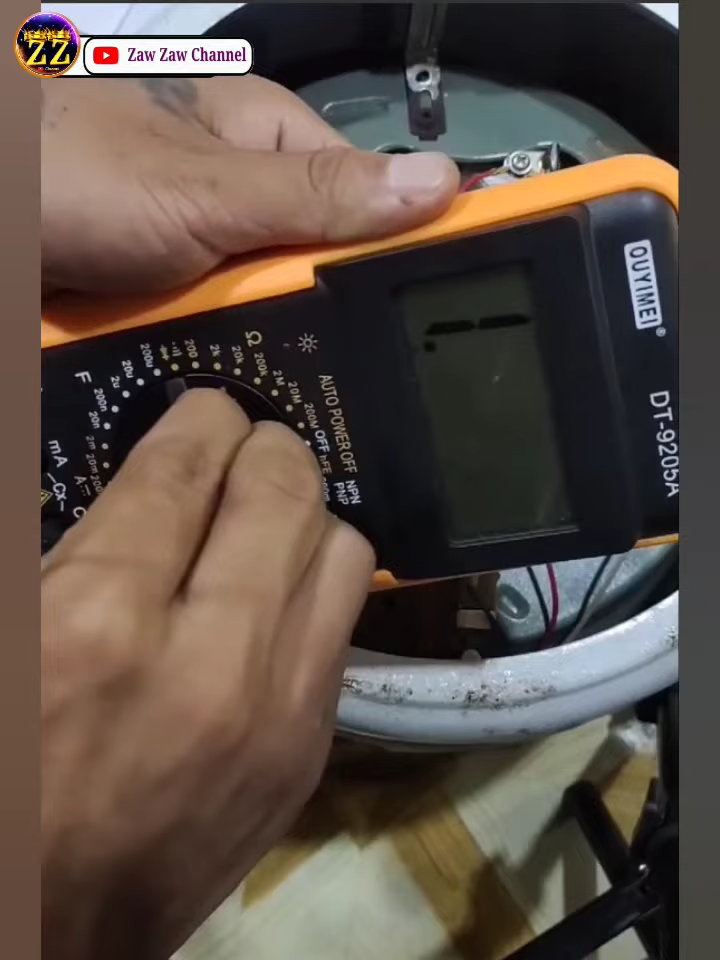 ZZ
Zaw Zaw Channel
OUYIMEI
DT-9205A
AUTO POWER OFF
NPN
PNP
Ω
200
2k
20k
200k
2M
20M
200M
OFF
hFE
F
200u
20u
2u
200n
20n
2m
20m
mA
Cx
A